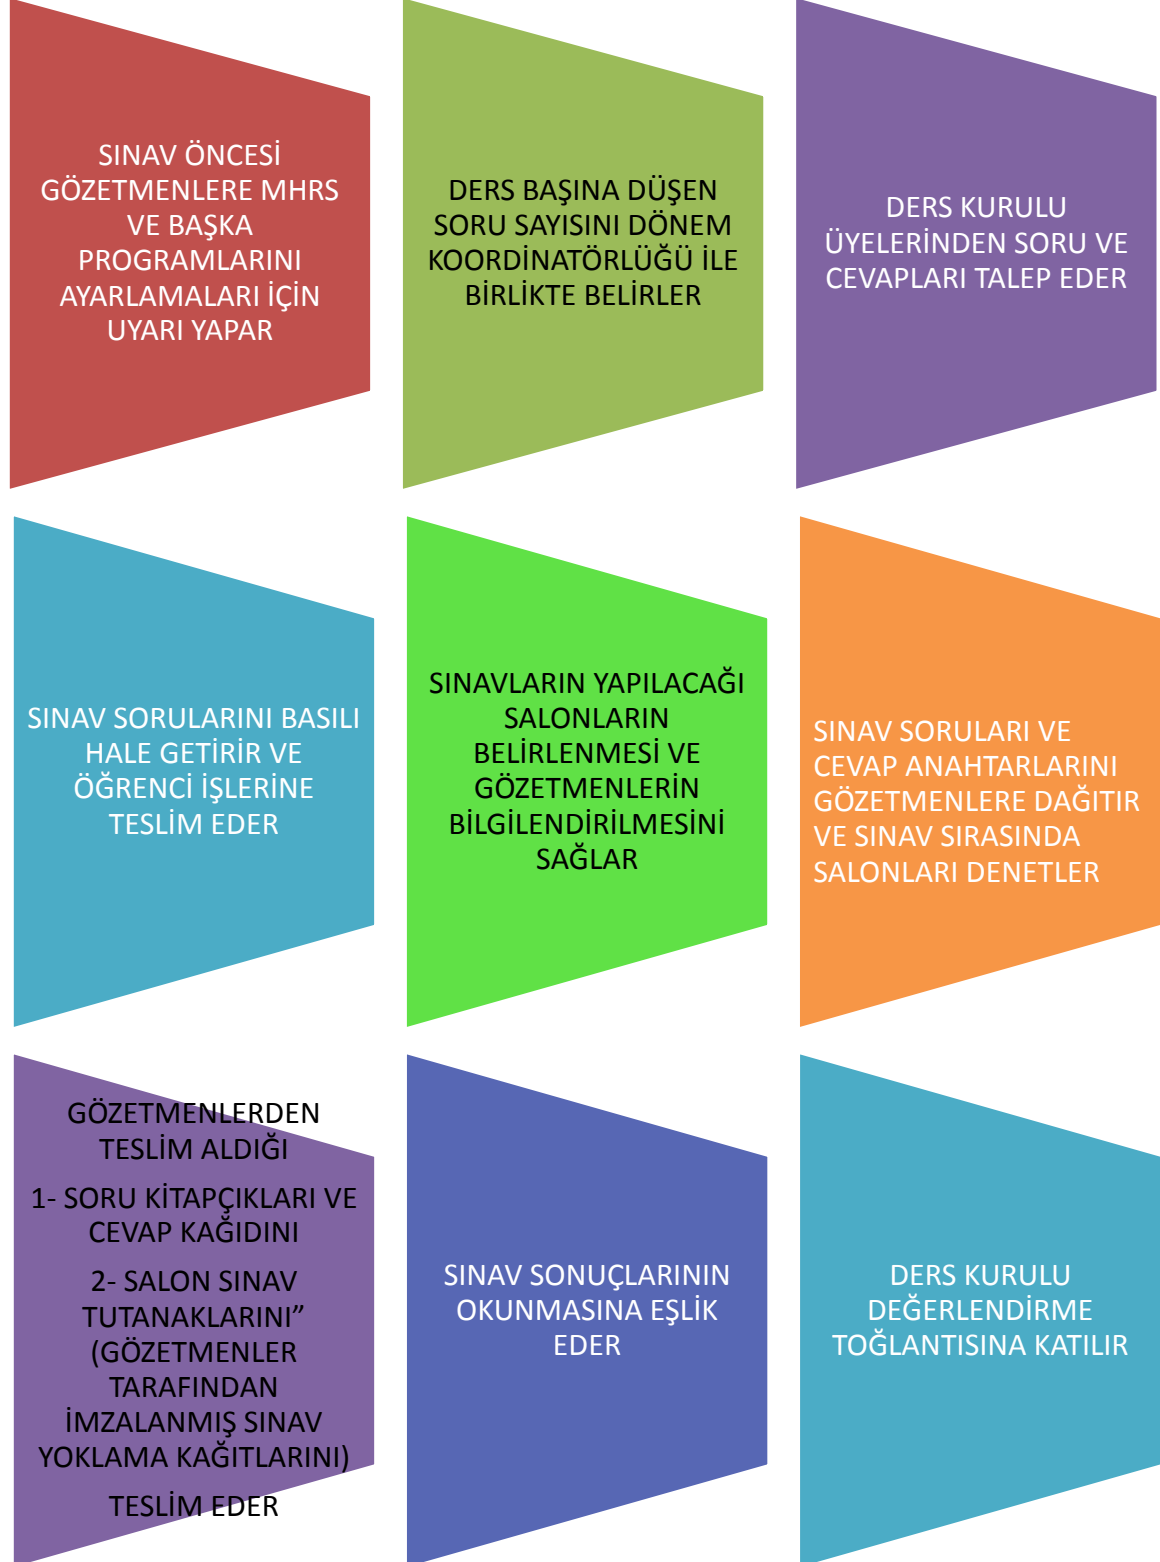 SINAV ÖNCESİ
GÖZETMENLERE MHRS
VE BAŞKA
PROGRAMLARINI
AYARLAMALARI İÇİN
UYARI YAPAR
DERS BAŞINA DÜŞEN
SORU SAYISINI DÖNEM
KOORDİNATÖRLÜĞÜ İLE
BİRLİKTE BELİRLER
DERS KURULU
ÜYELERİNDEN SORU VE
CEVAPLARI TALEP EDER
SINAV SORULARINI BASILI
HALE GETİRİR VE
ÖĞRENCİ İŞLERİNE
TESLİM EDER
SINAVLARIN YAPILACAĞI
SALONLARIN
BELİRLENMESİ VE
GÖZETMENLERİN
BİLGİLENDİRİLMESİNİ
SAĞLAR
SINAV SORULARI VE
CEVAP ANAHTARLARINI
GÖZETMENLERE DAĞITIR
VE SINAV SIRASINDA
SALONLARI DENETLER
GÖZETMENLERDEN
TESLİM ALDIĞI
1- SORU KİTAPÇIKLARI VE
CEVAP KAĞIDINI
2- SALON SINAV
TUTANAKLARINI”
(GÖZETMENLER
TARAFINDAN
İMZALANMIŞ SINAV
YOKLAMA KAĞITLARINI)
TESLİM EDER
SINAV SONUÇLARININ
OKUNMASINA EŞLİK
EDER
DERS KURULU
DEĞERLENDİRME
TOĞLANTISINA KATILIR